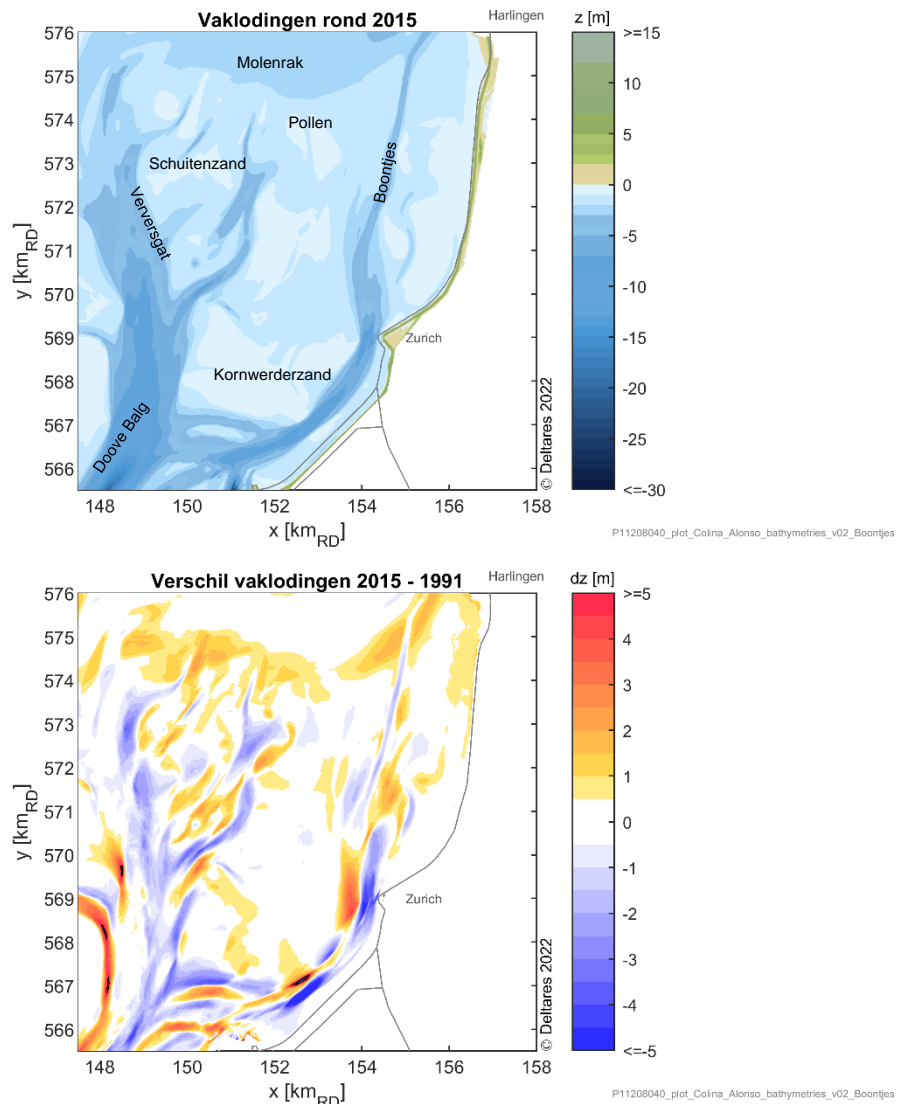 Vaklodingen rond 2015
Harlingen
z [m]
576
575
574
573
572
571
570
569
568
567
566
y [km_RD]
Molenrak
Pollen
Schuitenzand
Boontjes
Verversgat
Zurich
Kornwerderzand
Doove Balg
© Deltares 2022
>=15
10
5
0
-5
-10
-15
-20
-25
<=-30
148 150 152 154 156 158
x [km_RD]
P11208040_plot_Colina_Alonso_bathymetries_v02_Boontjes
Verschil vaklodingen 2015 - 1991
Harlingen
dz [m]
576
575
574
573
572
571
570
569
568
567
566
y [km_RD]
Zurich
© Deltares 2022
>=5
4
3
2
1
0
-1
-2
-3
-4
<=-5
148 150 152 154 156 158
x [km_RD]
P11208040_plot_Colina_Alonso_bathymetries_v02_Boontjes